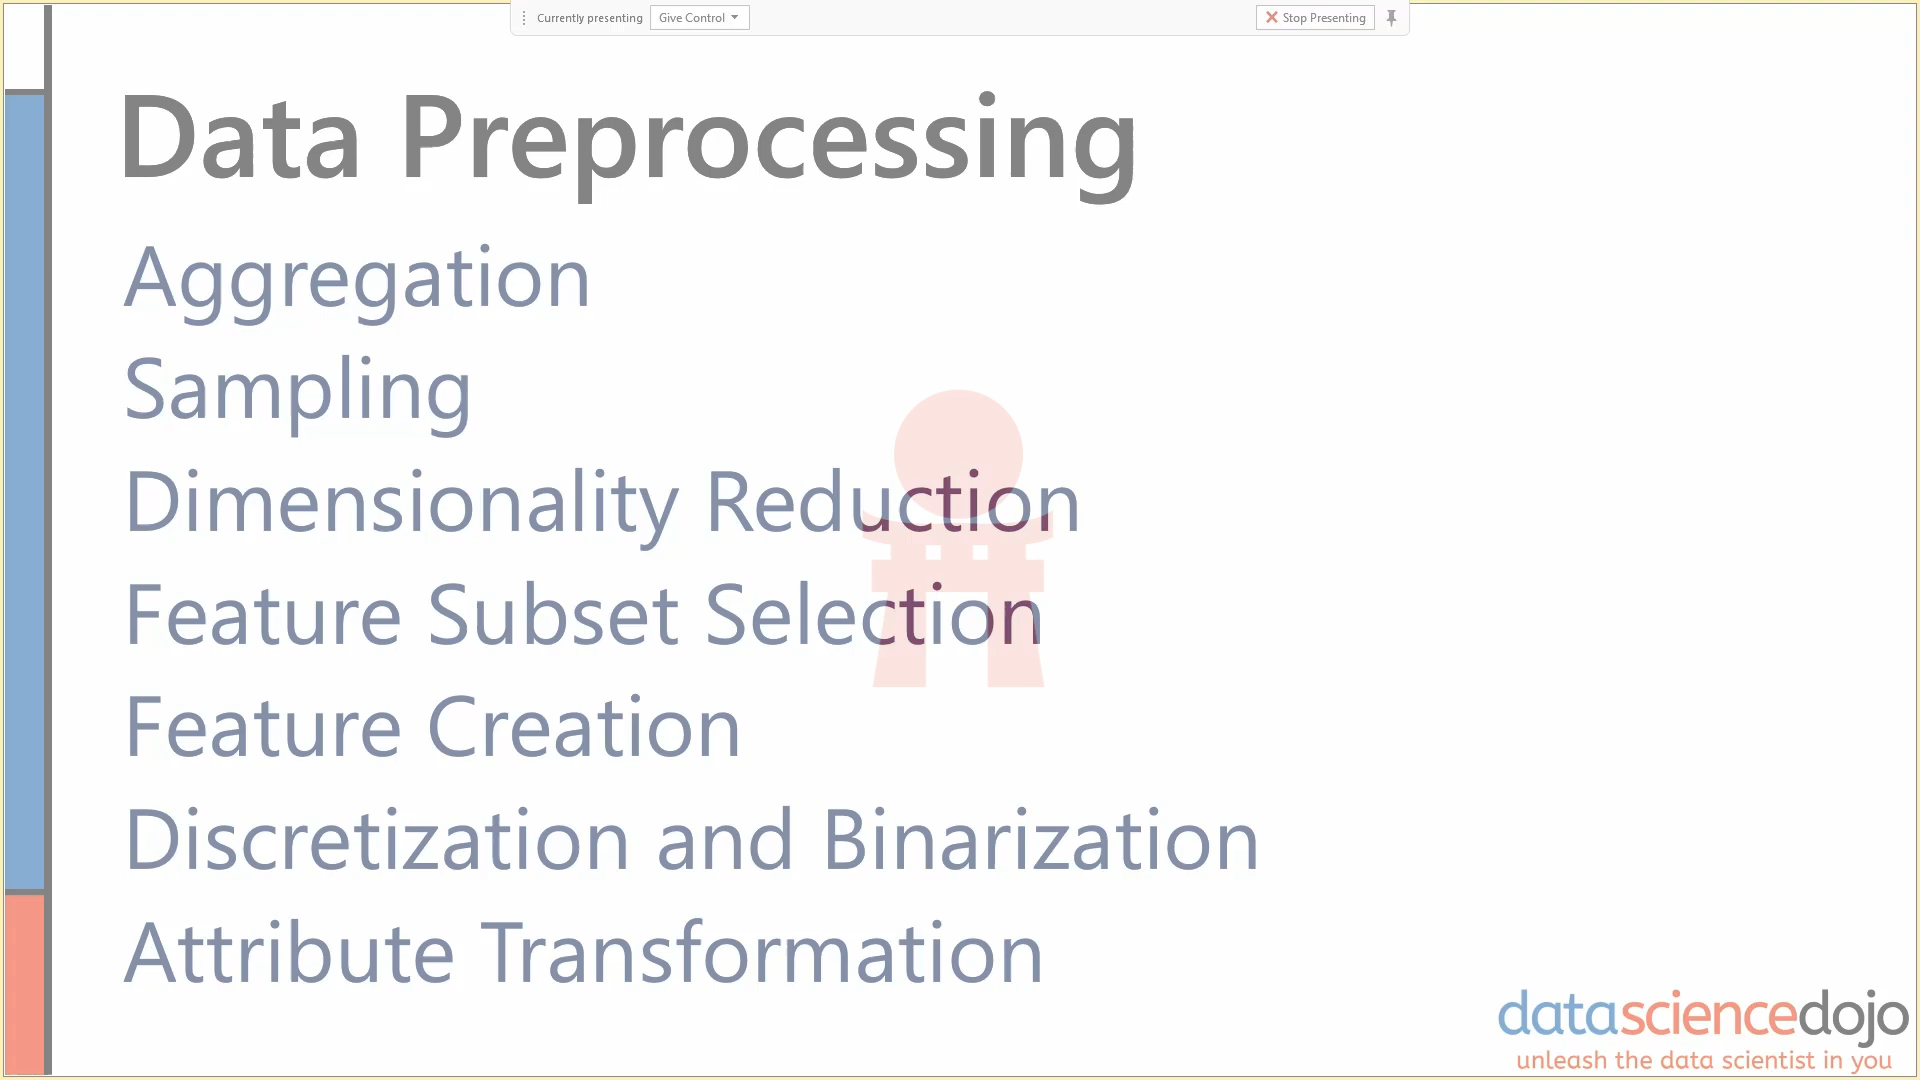 Currently presenting Give Control Stop Presenting
Data Preprocessing
Aggregation
Sampling
Dimensionality Reduction
Feature Subset Selection
Feature Creation
Discretization and Binarization
Attribute Transformation
datasciencedojo
unleash the data scientist in you